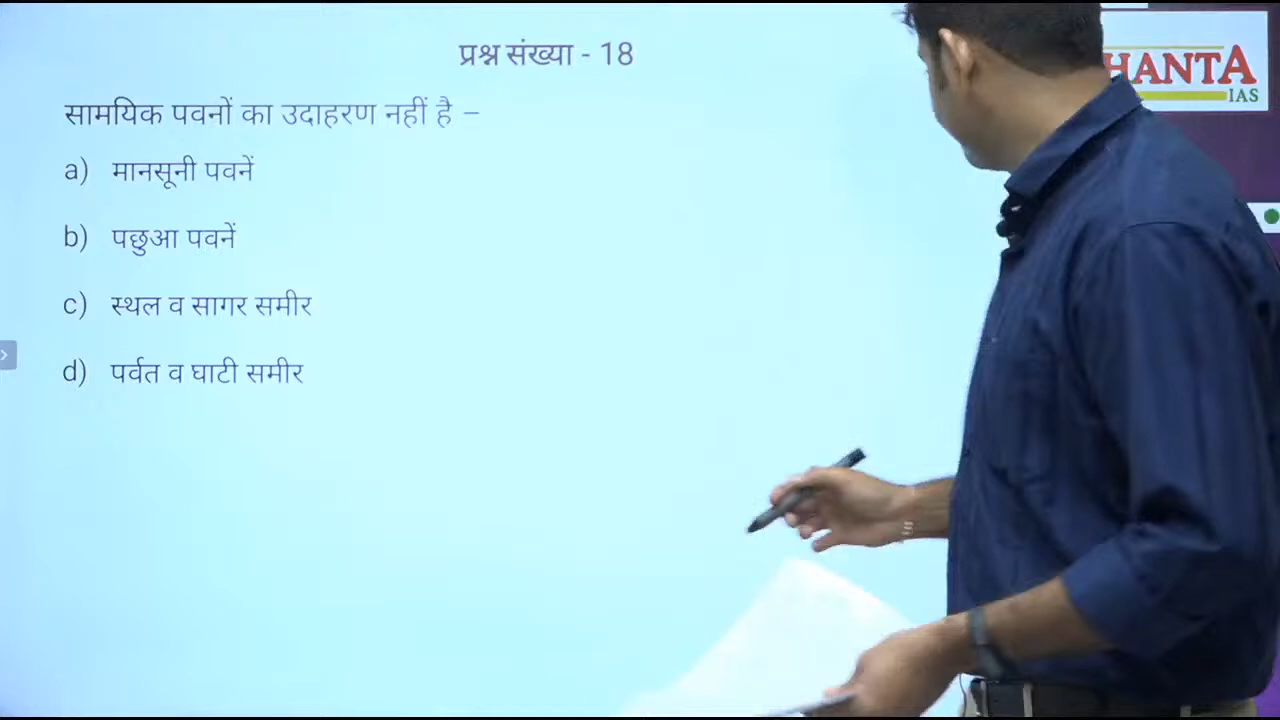 प्रश्न संख्या - 18
HANTA
IAS
सामयिक पवनों का उदाहरण नहीं है –
a) मानसूनी पवनें
b) पछुआ पवनें
c) स्थल व सागर समीर
d) पर्वत व घाटी समीर